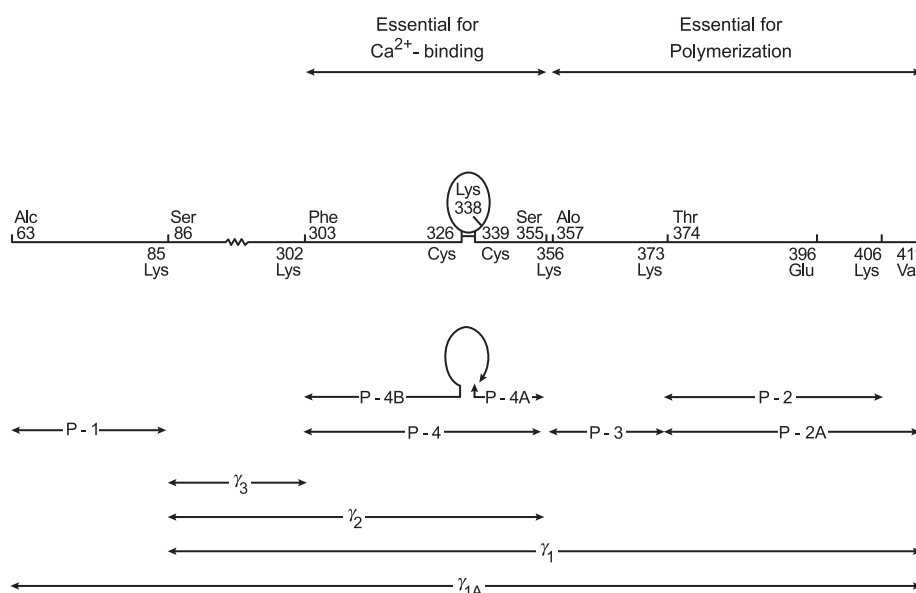 Essential for
Ca2+- binding
Essential for
Polymerization
Alc
63
Ser
86
Phe
303
326
Lys
338
339
Ser
355
Alo
357
Thr
374
85
Lys
302
Lys
Cys
Cys
356
Lys
373
Lys
396
Glu
406
Lys
411
Va
P - 4B
P - 4A
P - 2
P - 1
P - 4
P - 3
P - 2A
γ3
γ2
γ1
γ1A